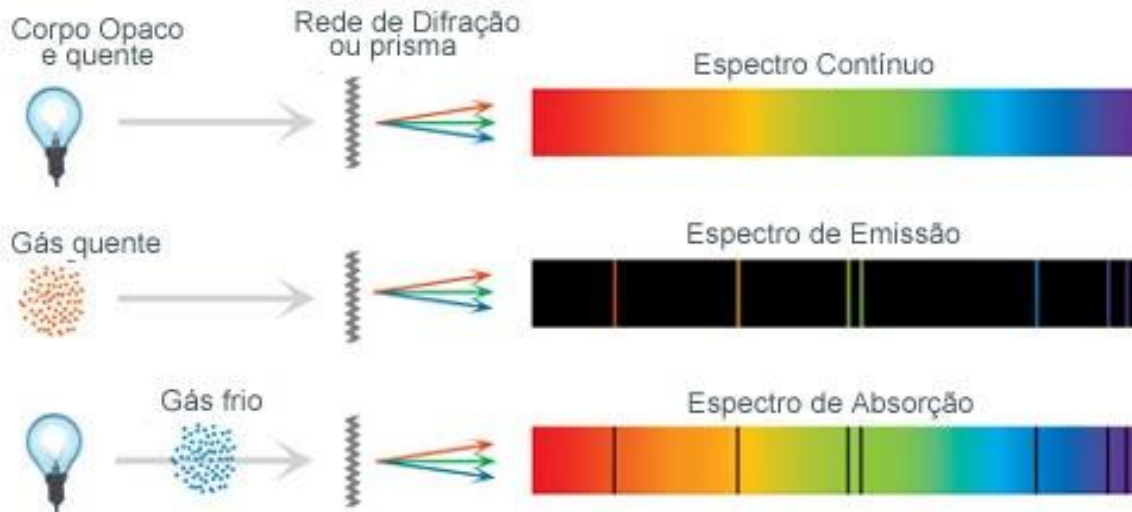 Corpo Opaco
e quente
Rede de Difração
ou prisma
Espectro Contínuo
Gás quente
Espectro de Emissão
Gás frio
Espectro de Absorção